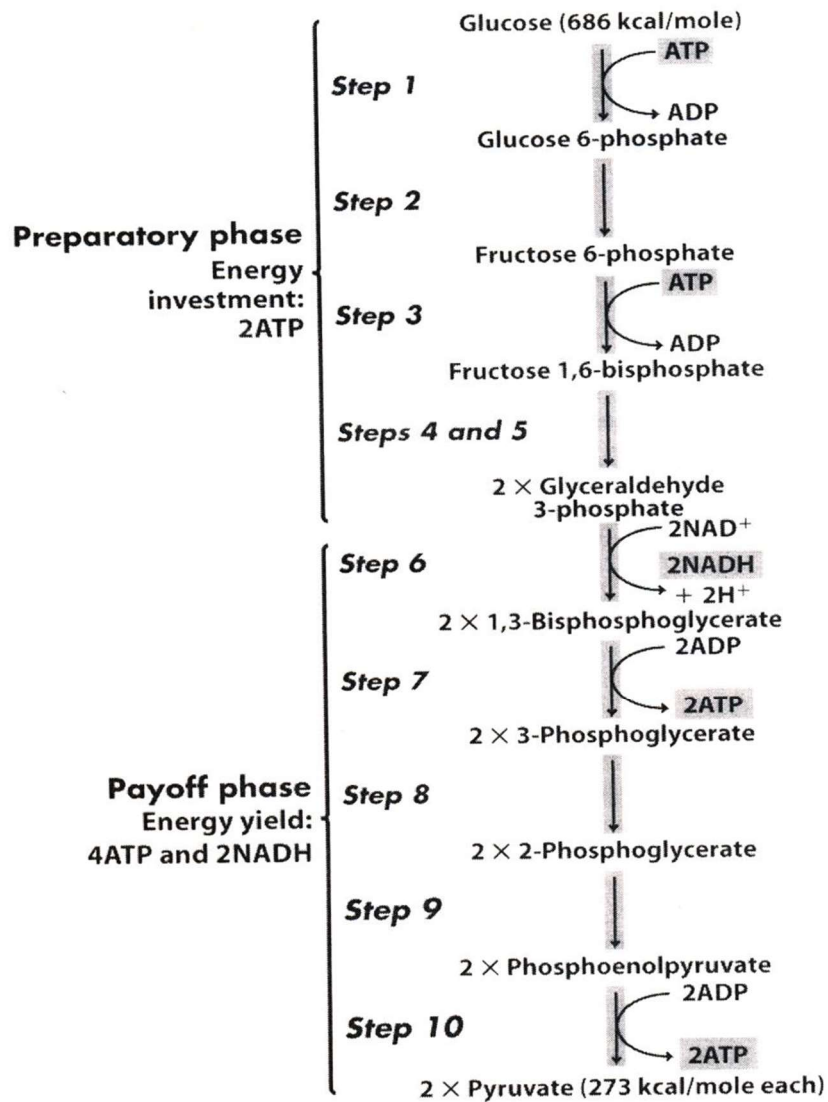 Glucose (686 kcal/mole)
ATP
Step 1
ADP
Glucose 6-phosphate
Step 2
Preparatory phase
Energy
investment:
2ATP
Fructose 6-phosphate
ATP
Step 3
ADP
Fructose 1,6-bisphosphate
Steps 4 and 5
2 × Glyceraldehyde
3-phosphate
2NAD⁺
Step 6
2NADH
+ 2H⁺
2 × 1,3-Bisphosphoglycerate
2ADP
Step 7
2ATP
2 × 3-Phosphoglycerate
Payoff phase
Energy yield:
4ATP and 2NADH
Step 8
2 × 2-Phosphoglycerate
Step 9
2 × Phosphoenolpyruvate
2ADP
Step 10
2ATP
2 × Pyruvate (273 kcal/mole each)